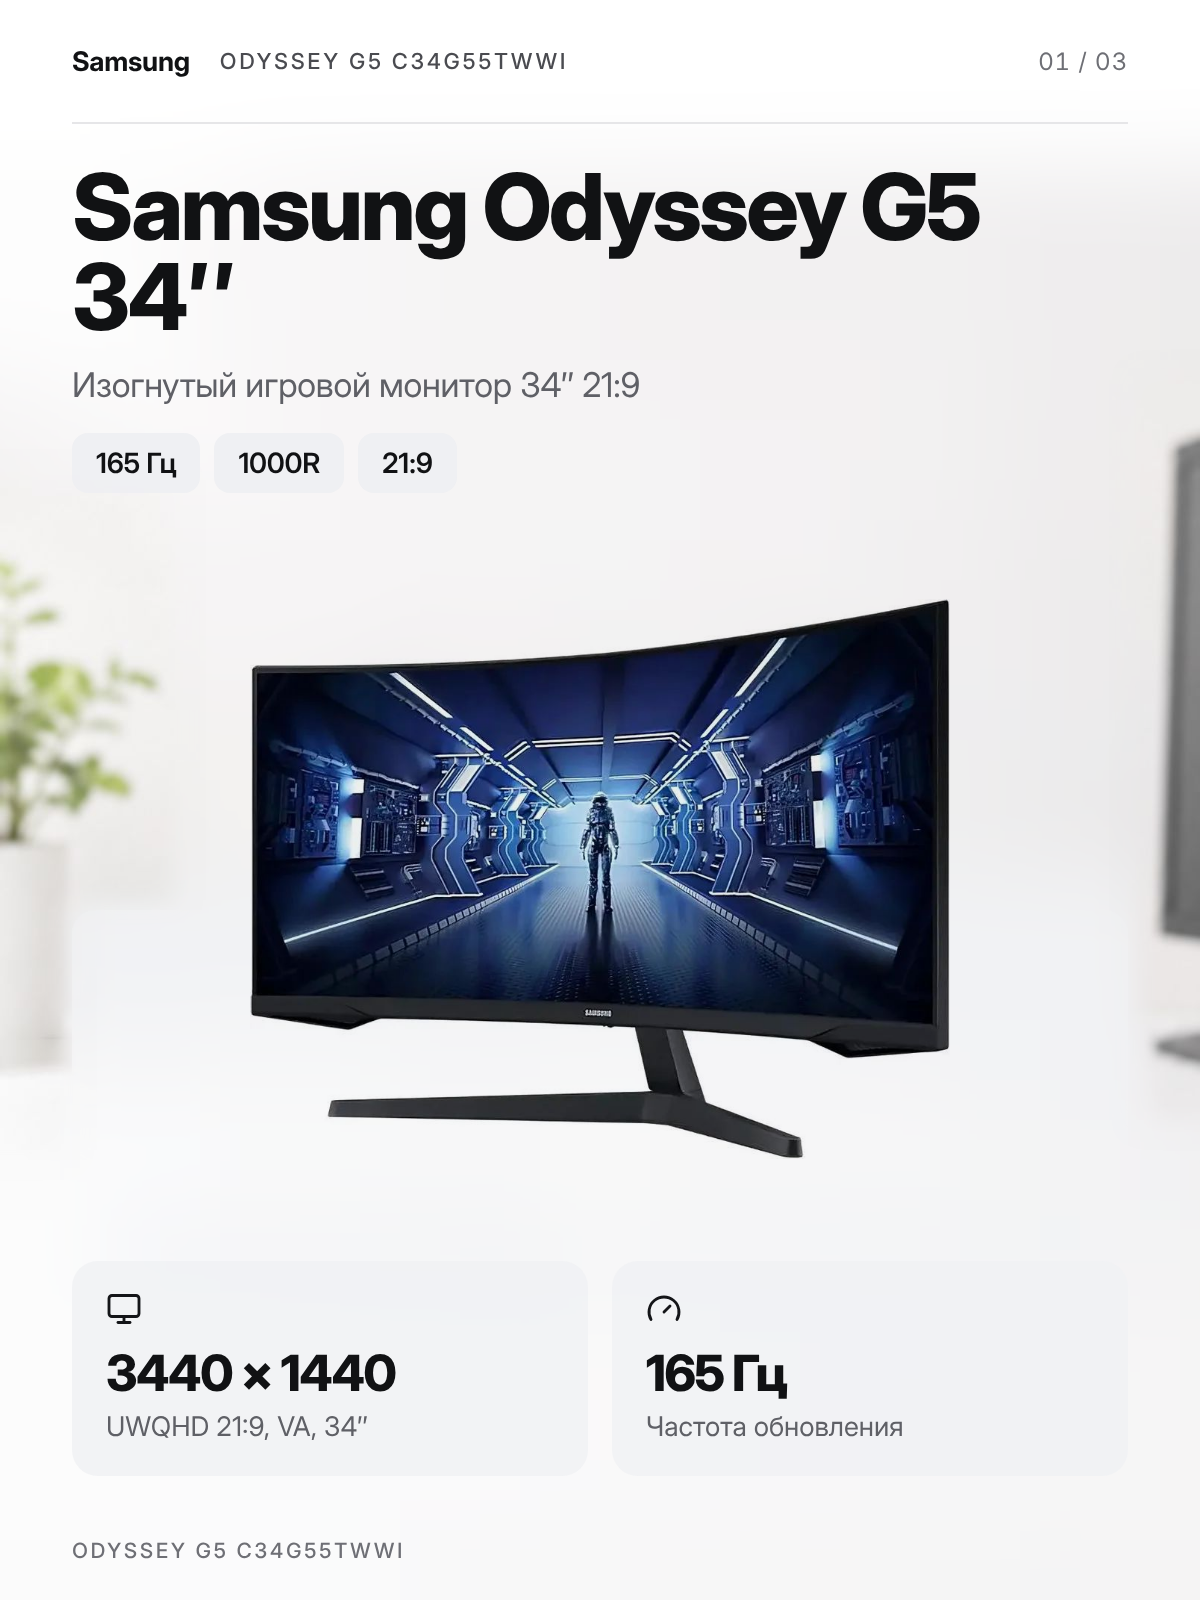 Samsung ODYSSEY G5 C34G55TWWI 01 / 03
Samsung Odyssey G5
34″
Изогнутый игровой монитор 34″ 21:9
165 Гц 1000R 21:9
SAMSUNG
3440 × 1440
UWQHD 21:9, VA, 34″
165 Гц
Частота обновления
ODYSSEY G5 C34G55TWWI